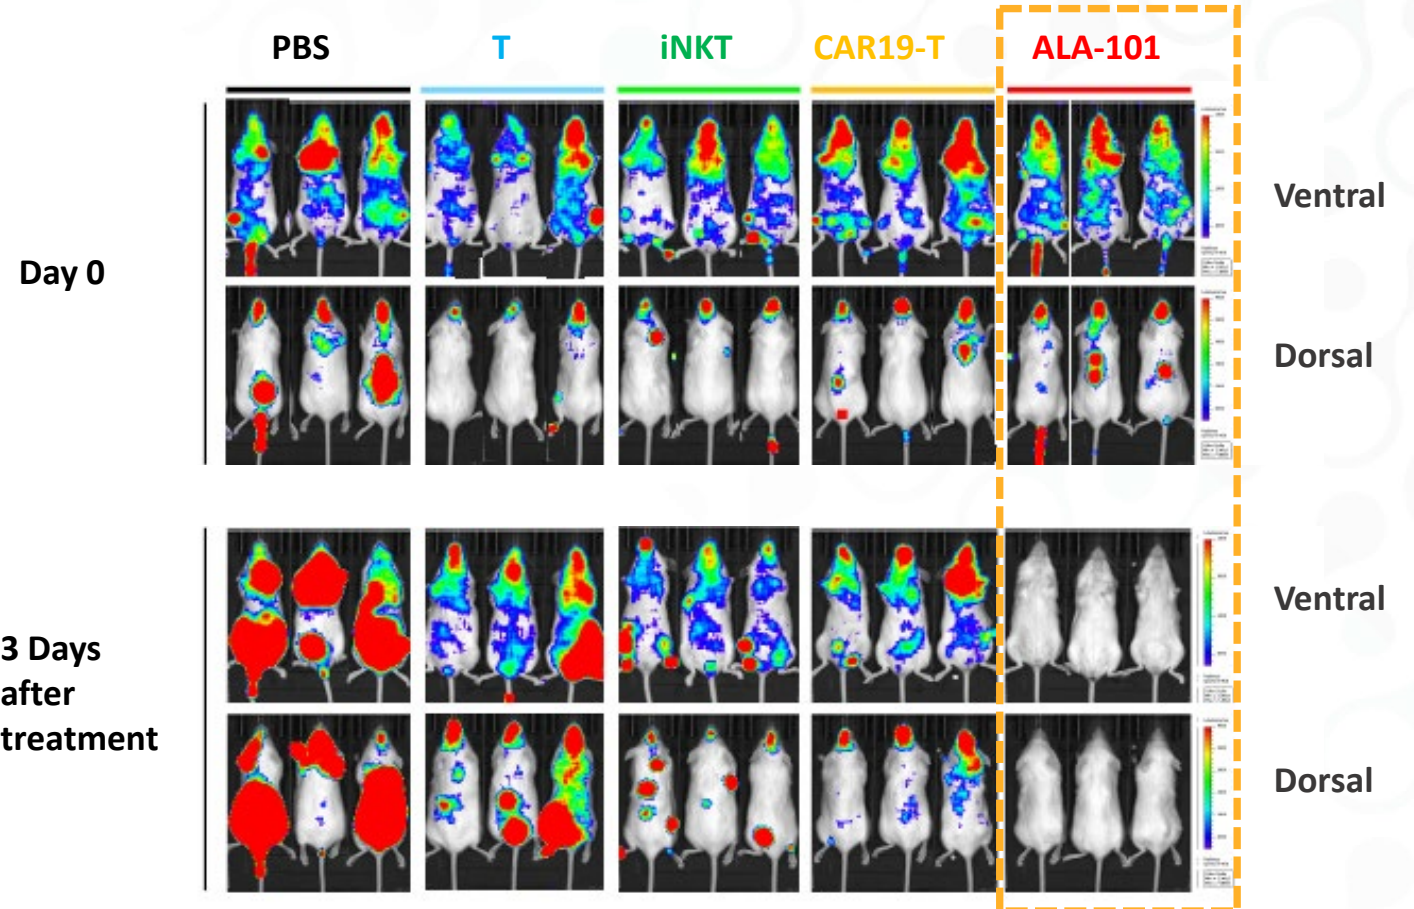 PBS
T
iNKT
CAR19-T
ALA-101
Day 0
Ventral
Dorsal
3 Days
after
treatment
Ventral
Dorsal